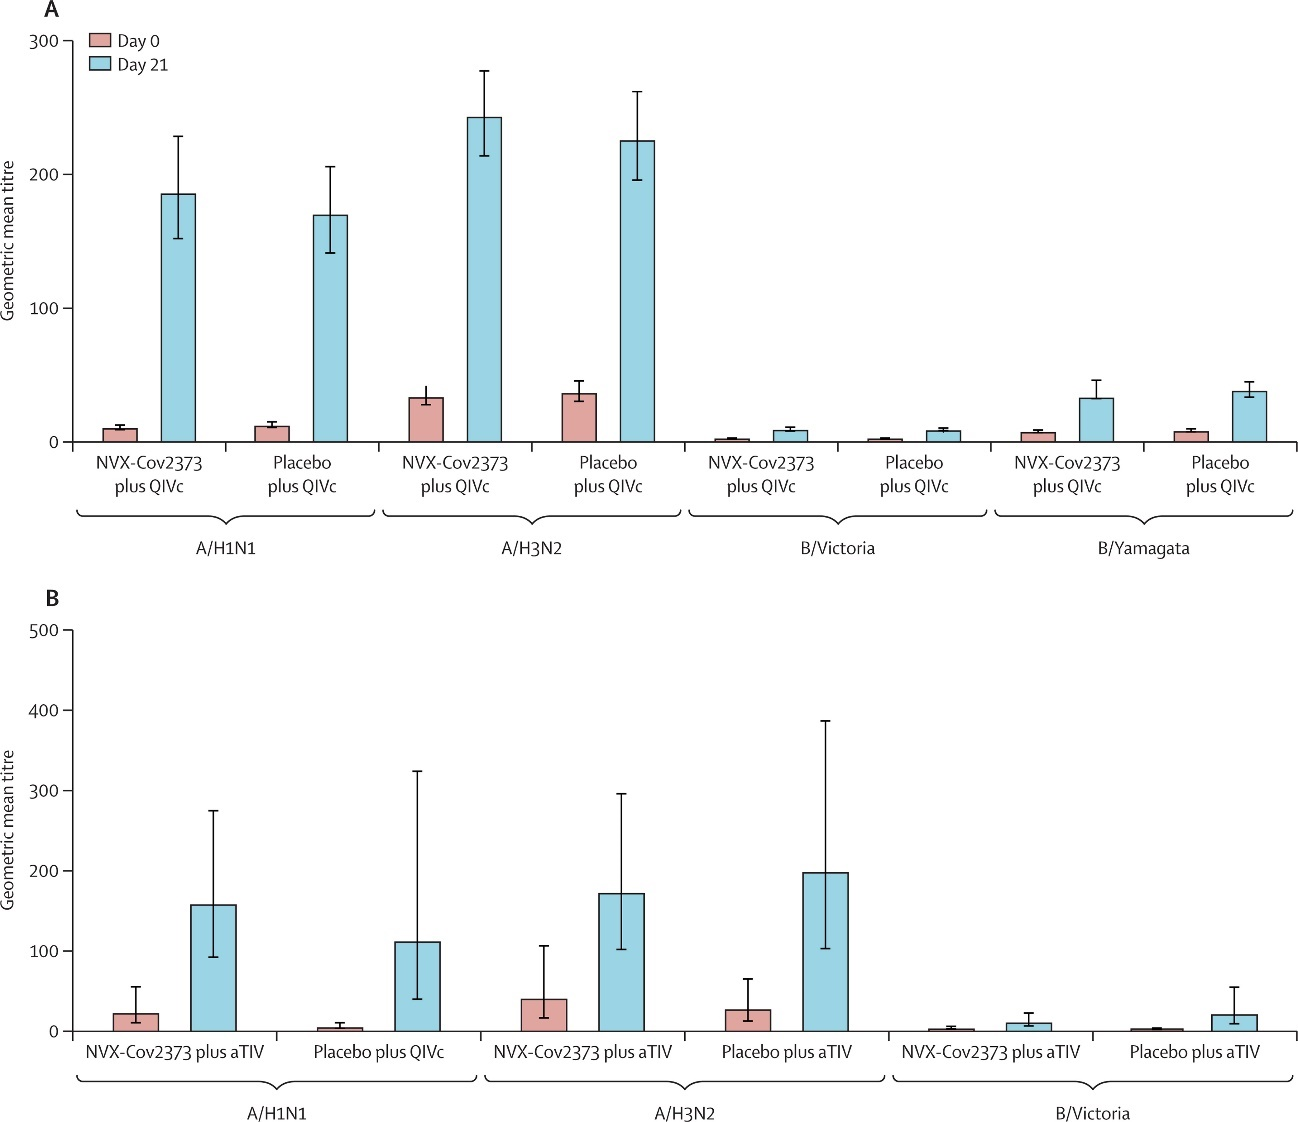 A
Day 0
Day 21
300
200
100
0
Geometric mean titre
NVX-Cov2373 Placebo NVX-Cov2373 Placebo NVX-Cov2373 Placebo NVX-Cov2373 Placebo
plus QIVc plus QIVc plus QIVc plus QIVc plus QIVc plus QIVc plus QIVc plus QIVc
A/H1N1 A/H3N2 B/Victoria B/Yamagata
B
500
400
300
200
100
0
Geometric mean titre
NVX-Cov2373 plus aTIV Placebo plus QIVc NVX-Cov2373 plus aTIV Placebo plus aTIV NVX-Cov2373 plus aTIV Placebo plus aTIV
A/H1N1 A/H3N2 B/Victoria